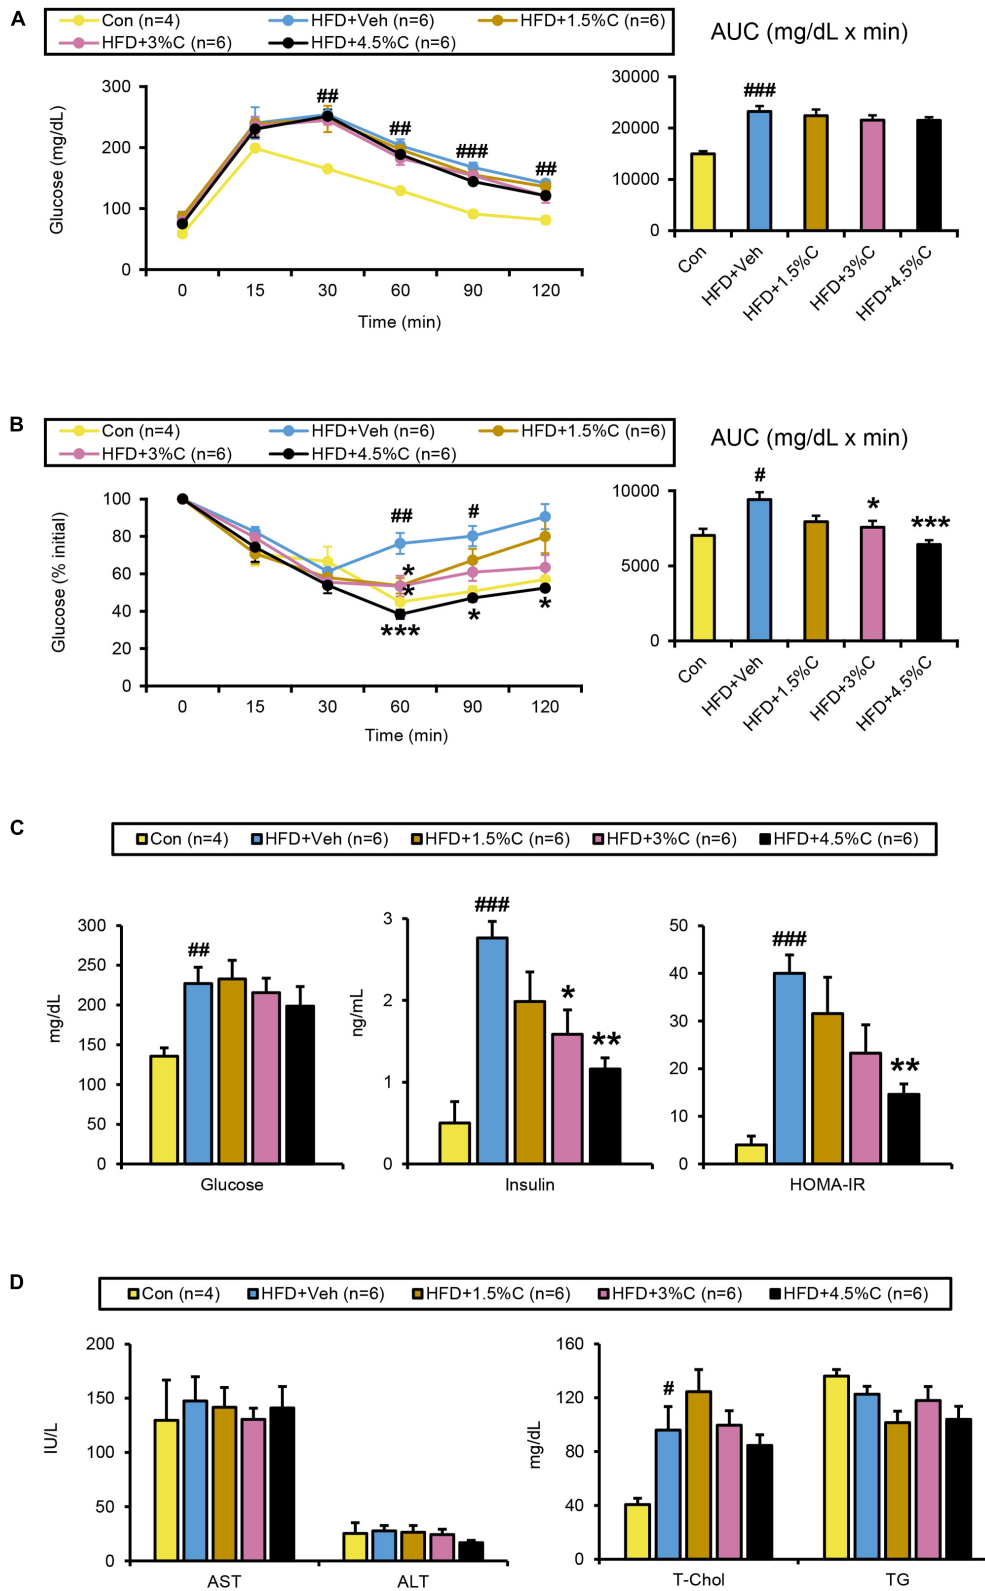 A
Con (n=4) HFD+Veh (n=6) HFD+1.5%C (n=6)
HFD+3%C (n=6) HFD+4.5%C (n=6)
AUC (mg/dL x min)
Glucose (mg/dL)
300
200
100
0
## ## ### ##
0 15 30 60 90 120
Time (min)
30000
20000
10000
0
###
Con HFD+Veh HFD+1.5%C HFD+3%C HFD+4.5%C
B
Con (n=4) HFD+Veh (n=6) HFD+1.5%C (n=6)
HFD+3%C (n=6) HFD+4.5%C (n=6)
AUC (mg/dL x min)
Glucose (% initial)
100
80
60
40
20
0
## #
*
*
*** * *
0 15 30 60 90 120
Time (min)
10000
5000
0
# * ***
Con HFD+Veh HFD+1.5%C HFD+3%C HFD+4.5%C
C
Con (n=4) HFD+Veh (n=6) HFD+1.5%C (n=6) HFD+3%C (n=6) HFD+4.5%C (n=6)
mg/dL
300
250
200
150
100
50
0
##
Glucose
ng/mL
3
2
1
0
### * **
Insulin
50
40
30
20
10
0
### **
HOMA-IR
D
Con (n=4) HFD+Veh (n=6) HFD+1.5%C (n=6) HFD+3%C (n=6) HFD+4.5%C (n=6)
IU/L
200
150
100
50
0
AST ALT
mg/dL
160
120
80
40
0
#
T-Chol TG